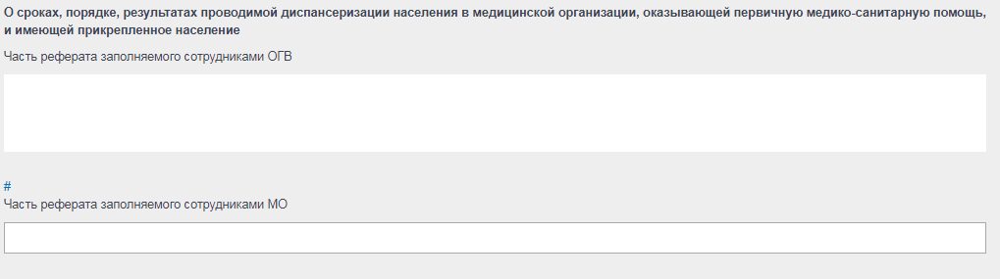 О сроках, порядке, результатах проводимой диспансеризации населения в медицинской организации, оказывающей первичную медико-санитарную помощь,
и имеющей прикрепленное население
Часть реферата заполняемого сотрудниками ОГВ
#
Часть реферата заполняемого сотрудниками МО